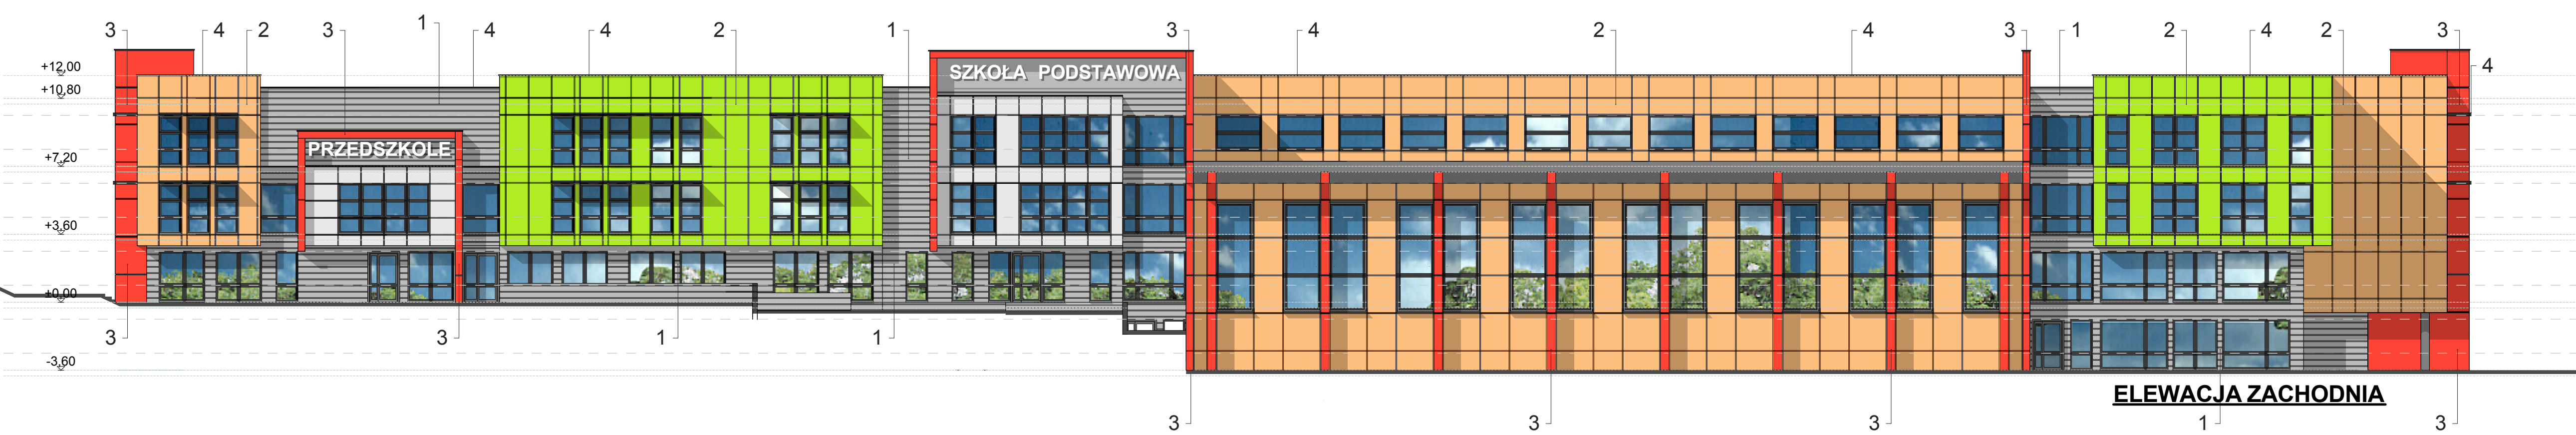 3 4 2 3 1 4 4 2 1 3 4 2 4 3 1 2 4 2 3
4
+12,00
+10,80
SZKOŁA PODSTAWOWA
PRZEDSZKOLE
+7,20
+3,60
±0,00
-3,60
3 3 1 1
ELEWACJA ZACHODNIA
3 3 3 1 3